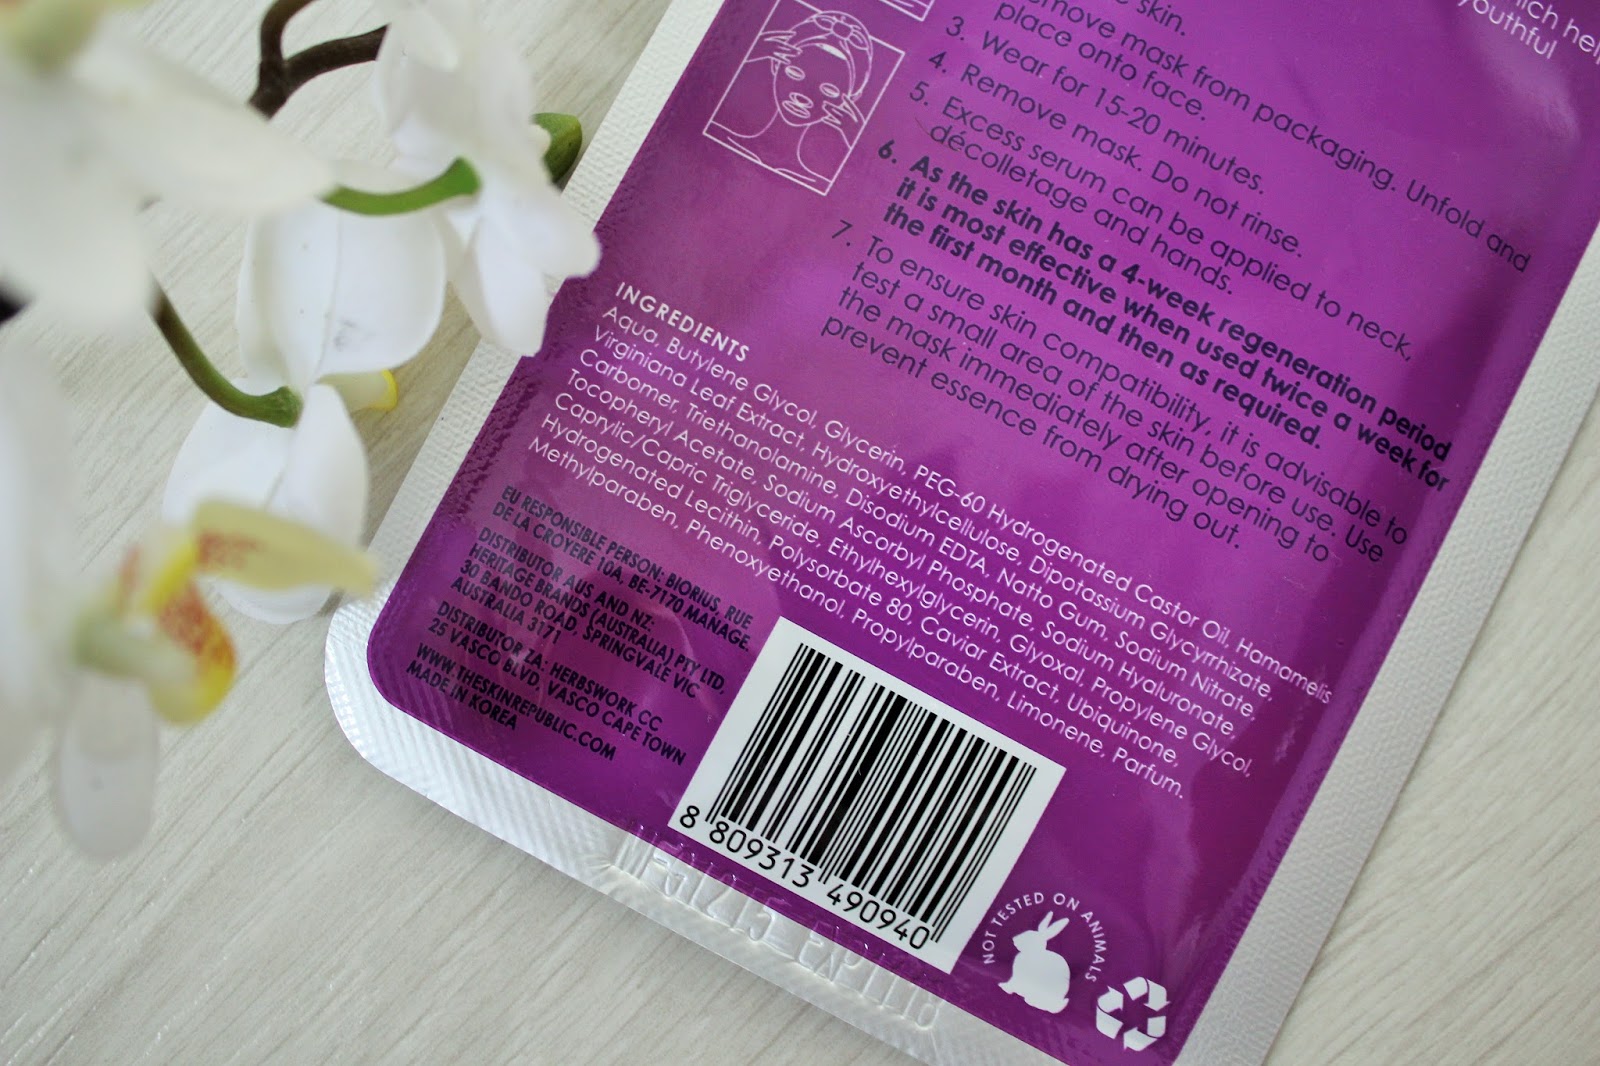 skin.
move mask from packaging. Unfold and
place onto face.
3. Wear for 15-20 minutes.
4. Remove mask. Do not rinse.
5. Excess serum can be applied to neck,
décolletage and hands.
6. As the skin has a 4-week regeneration period
it is most effective when used twice a week for
the first month and then as required.
7. To ensure skin compatibility, it is advisable to
test a small area of the skin before use. Use
the mask immediately after opening to
prevent essence from drying out.
youthful
INGREDIENTS
Aqua, Butylene Glycol, Glycerin, PEG-60 Hydrogenated Castor Oil, Hamamelis
Virginiana Leaf Extract, Hydroxyethylcellulose, Dipotassium Glycyrrhizate,
Carbomer, Triethanolamine, Disodium EDTA, Natto Gum, Sodium Nitrate,
Tocopheryl Acetate, Sodium Ascorbyl Phosphate, Sodium Hyaluronate,
Caprylic/Capric Triglyceride, Ethylhexylglycerin, Glyoxal, Propylene Glycol,
Hydrogenated Lecithin, Polysorbate 80, Caviar Extract, Ubiquinone,
Methylparaben, Phenoxyethanol, Propylparaben, Limonene, Parfum.
EU RESPONSIBLE PERSON: BIORIUS, RUE
DE LA CROYERE 10A, BE-7170 MANAGE.
DISTRIBUTOR AUS AND NZ:
HERITAGE BRANDS (AUSTRALIA) PTY LTD,
30 BANDO ROAD, SPRINGVALE VIC
AUSTRALIA 3171
DISTRIBUTOR ZA: HERBSWORK CC
25 VASCO BLVD. VASCO CAPE TOWN
WWW.THESKINREPUBLIC.COM
MADE IN KOREA
8 809313 490940
NOT TESTED ON ANIMALS